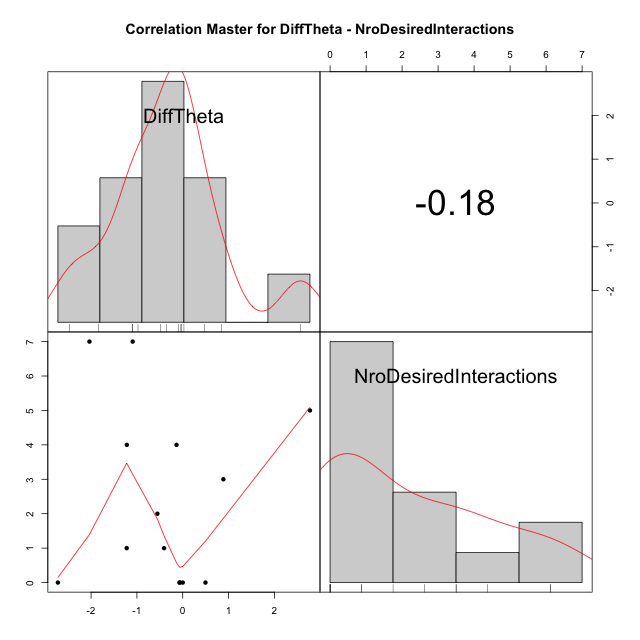 Correlation Master for DiffTheta - NroDesiredInteractions
0 1 2 3 4 5 6 7
DiffTheta
-0.18
2
1
0
-1
-2
NroDesiredInteractions
7
6
5
4
3
2
1
0
-2 -1 0 1 2